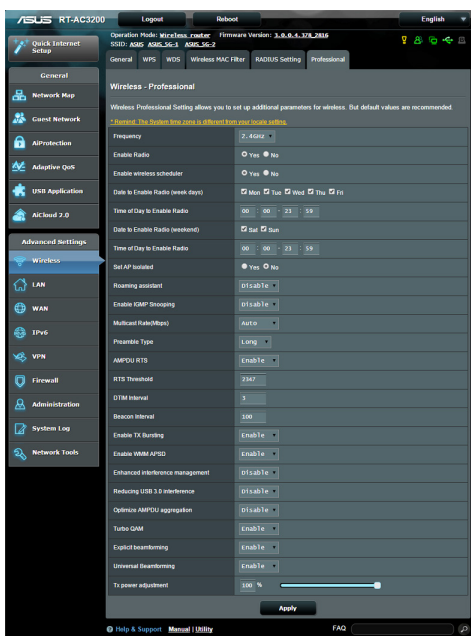 ASUS RT-AC3200 Logout Reboot English
Operation Mode: Wireless router Firmware Version: 3.0.0.4.378_2816
SSID: ASUS ASUS_5G-1 ASUS_5G-2
Quick Internet Setup
General WPS WDS Wireless MAC Filter RADIUS Setting Professional
General
Network Map
Guest Network
AiProtection
Adaptive QoS
USB Application
AiCloud 2.0
Advanced Settings
Wireless
LAN
WAN
IPv6
VPN
Firewall
Administration
System Log
Network Tools
Wireless - Professional
Wireless Professional Setting allows you to set up additional parameters for wireless. But default values are recommended.
* Remind: The System time zone is different from your locale setting.
Frequency 2.4GHz
Enable Radio Yes No
Enable wireless scheduler Yes No
Date to Enable Radio (week days) Mon Tue Wed Thu Fri
Time of Day to Enable Radio 00 : 00 - 23 : 59
Date to Enable Radio (weekend) Sat Sun
Time of Day to Enable Radio 00 : 00 - 23 : 59
Set AP Isolated Yes No
Roaming assistant Disable
Enable IGMP Snooping Disable
Multicast Rate(Mbps) Auto
Preamble Type Long
AMPDU RTS Enable
RTS Threshold 2347
DTIM Interval 3
Beacon Interval 100
Enable TX Bursting Enable
Enable WMM APSD Enable
Enhanced interference management Disable
Reducing USB 3.0 interference Disable
Optimize AMPDU aggregation Disable
Turbo QAM Enable
Explicit beamforming Enable
Universal Beamforming Enable
Tx power adjustment 100 %
Apply
Help & Support Manual | Utility FAQ